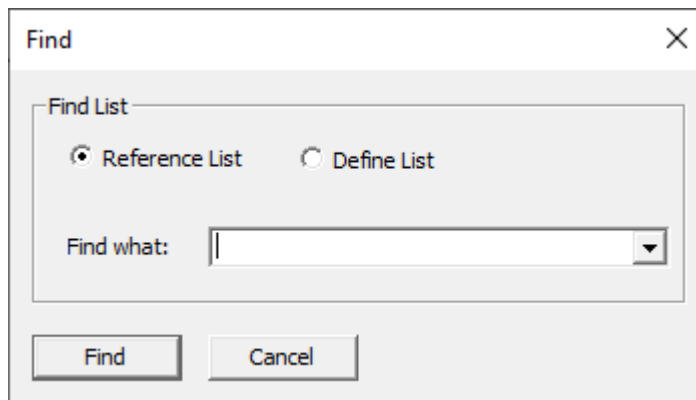 Find
Find List
Reference List Define List
Find what:
Find Cancel